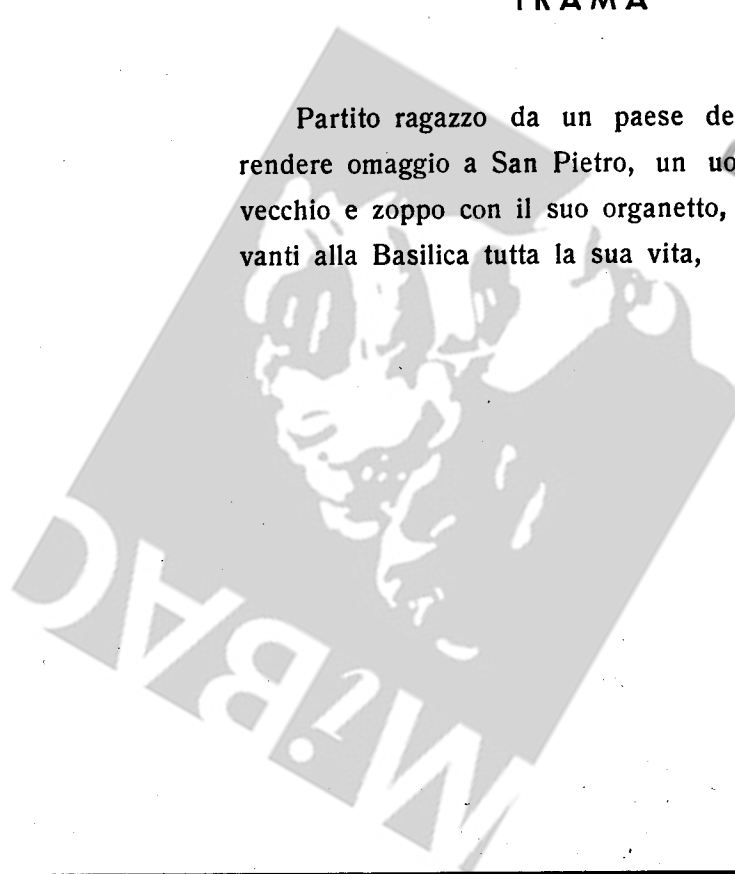 TRAMA
Partito ragazzo da un paese de
rendere omaggio a San Pietro, un uo
vecchio e zoppo con il suo organetto,
vanti alla Basilica tutta la sua vita,
MiBAC